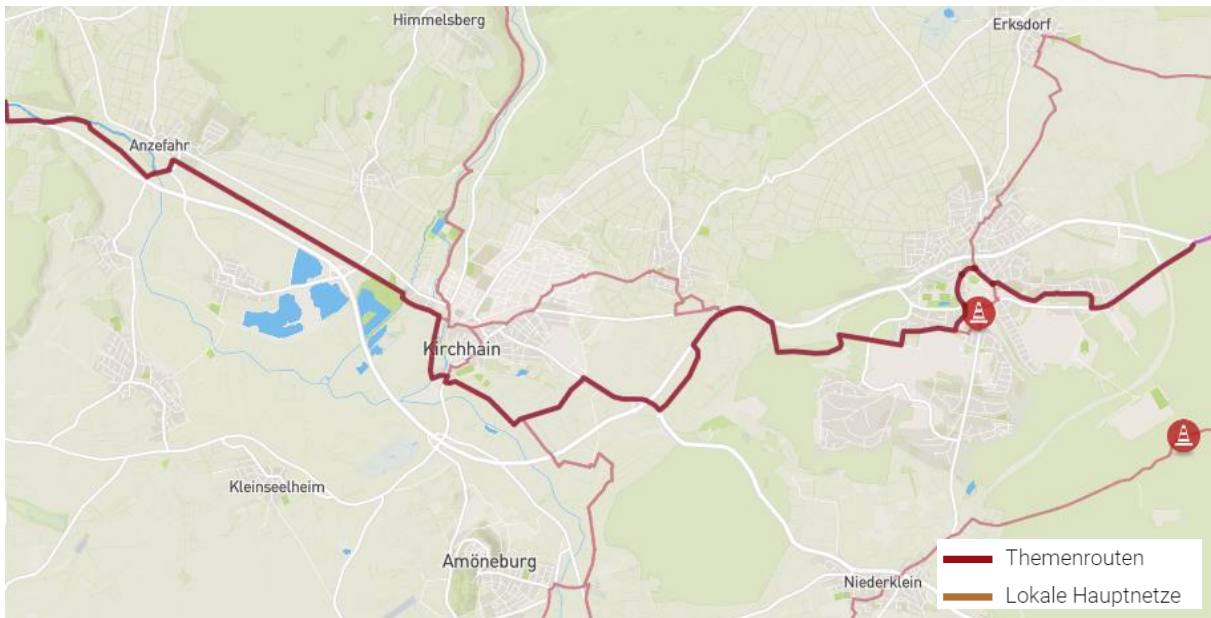 Himmelsberg
Erksdorf
Anzefahr
Kirchhain
Kleinseelheim
Amöneburg
Niederklein
Themenrouten
Lokale Hauptnetze